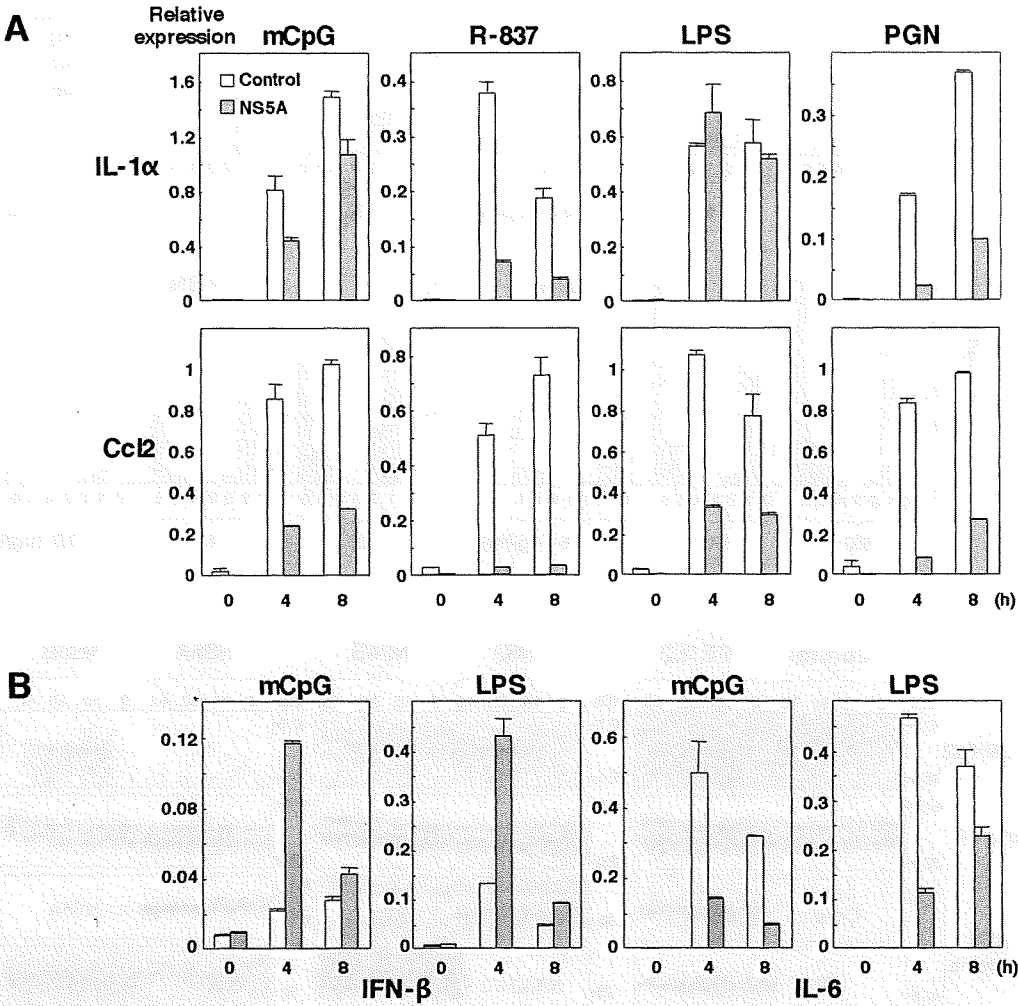 A
Relative
expression
mCpG
R-837
LPS
PGN
Control
NS5A
IL-1α
1.6
1.2
0.8
0.4
0
0.4
0.3
0.2
0.1
0
0.8
0.6
0.4
0.2
0
0.3
0.2
0.1
0
Ccl2
1
0.8
0.6
0.4
0.2
0
0.8
0.6
0.4
0.2
0
1
0.8
0.6
0.4
0.2
0
1
0.8
0.6
0.4
0.2
0
0 4 8
0 4 8
0 4 8
0 4 8 (h)
B
mCpG
LPS
mCpG
LPS
0.12
0.08
0.04
0
0.4
0.3
0.2
0.1
0
0.6
0.4
0.2
0
0.4
0.3
0.2
0.1
0
0 4 8
0 4 8
0 4 8
0 4 8 (h)
IFN-β
IL-6